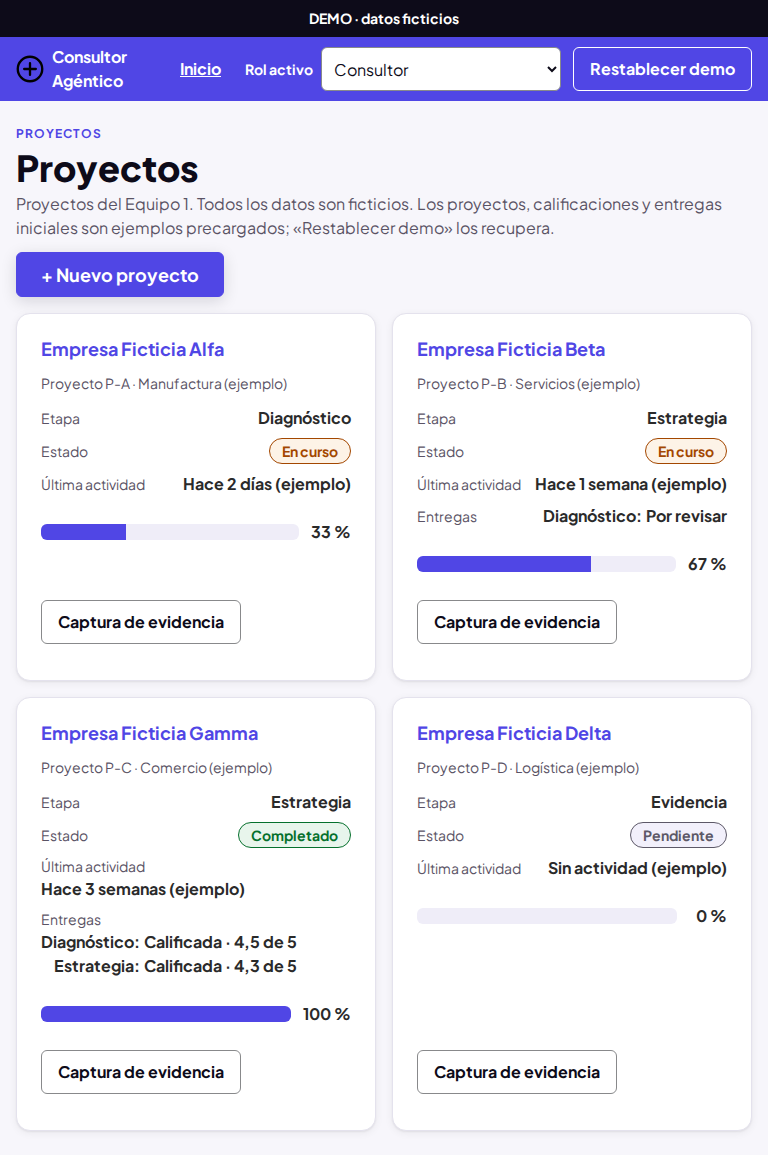 DEMO · datos ficticios
Consultor
Agéntico
Inicio
Rol activo
Consultor
Restablecer demo
PROYECTOS
Proyectos
Proyectos del Equipo 1. Todos los datos son ficticios. Los proyectos, calificaciones y entregas
iniciales son ejemplos precargados; «Restablecer demo» los recupera.
+ Nuevo proyecto
Empresa Ficticia Alfa
Proyecto P-A · Manufactura (ejemplo)
Etapa Diagnóstico
Estado En curso
Última actividad Hace 2 días (ejemplo)
33 %
Captura de evidencia
Empresa Ficticia Beta
Proyecto P-B · Servicios (ejemplo)
Etapa Estrategia
Estado En curso
Última actividad Hace 1 semana (ejemplo)
Entregas Diagnóstico: Por revisar
67 %
Captura de evidencia
Empresa Ficticia Gamma
Proyecto P-C · Comercio (ejemplo)
Etapa Estrategia
Estado Completado
Última actividad
Hace 3 semanas (ejemplo)
Entregas
Diagnóstico: Calificada · 4,5 de 5
Estrategia: Calificada · 4,3 de 5
100 %
Captura de evidencia
Empresa Ficticia Delta
Proyecto P-D · Logística (ejemplo)
Etapa Evidencia
Estado Pendiente
Última actividad Sin actividad (ejemplo)
0 %
Captura de evidencia